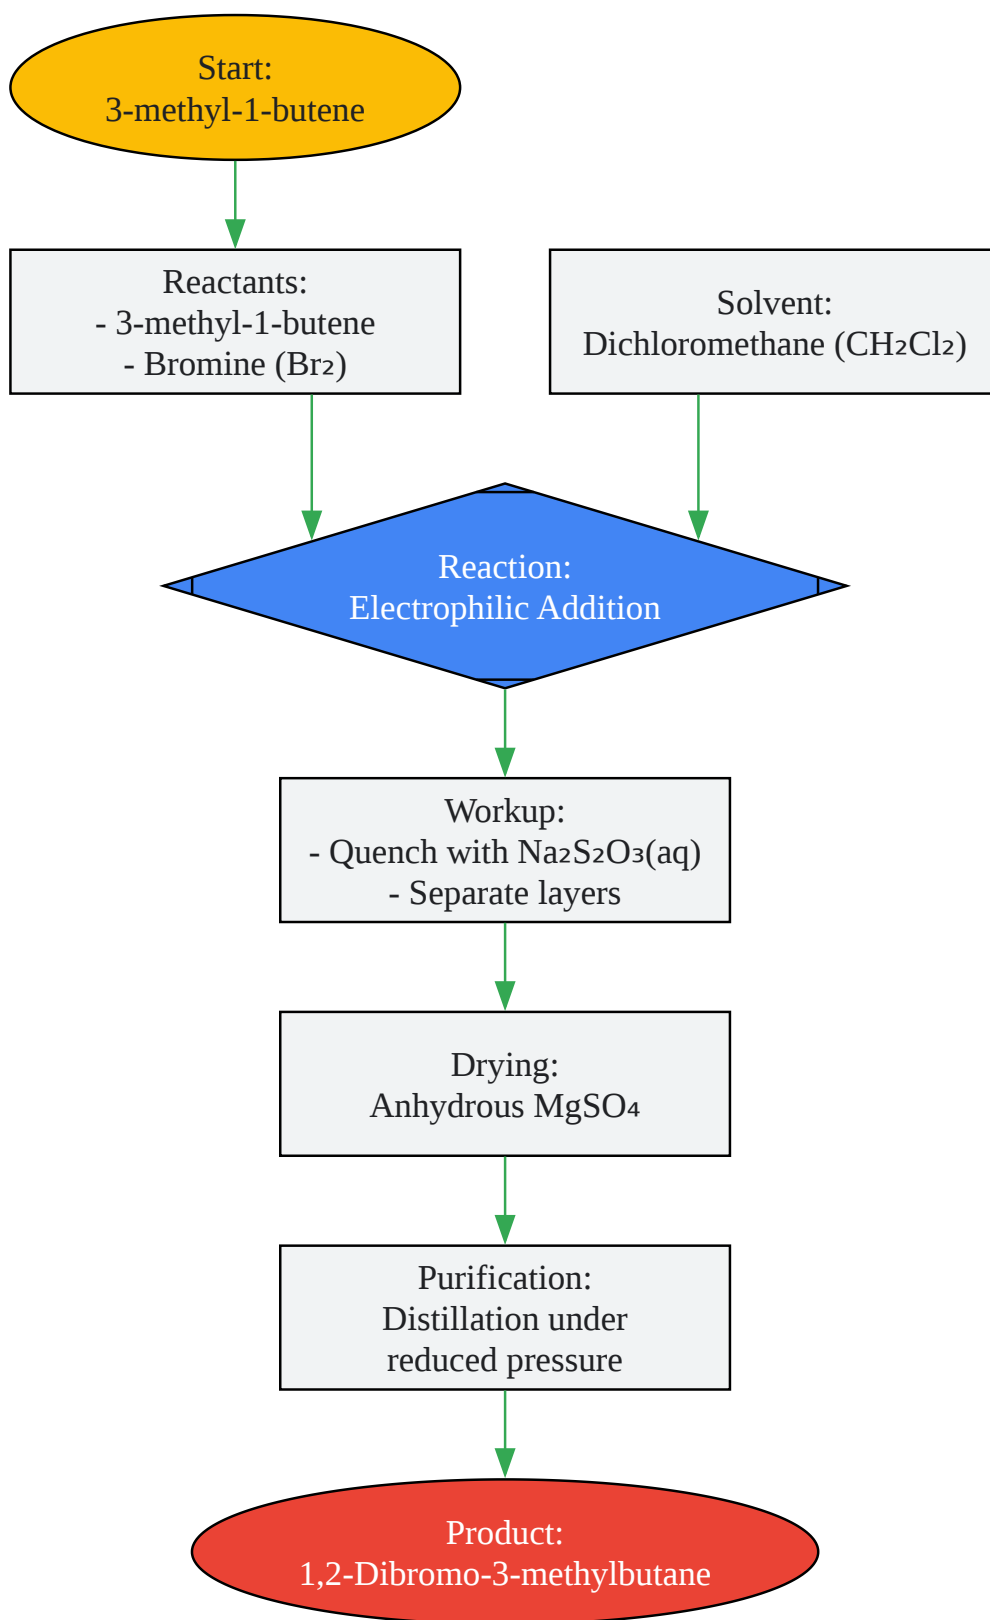 Start:
3-methyl-1-butene
Reactants:
- 3-methyl-1-butene
- Bromine (Br₂)
Solvent:
Dichloromethane (CH₂Cl₂)
Reaction:
Electrophilic Addition
Workup:
- Quench with Na₂S₂O₃(aq)
- Separate layers
Drying:
Anhydrous MgSO₄
Purification:
Distillation under
reduced pressure
Product:
1,2-Dibromo-3-methylbutane